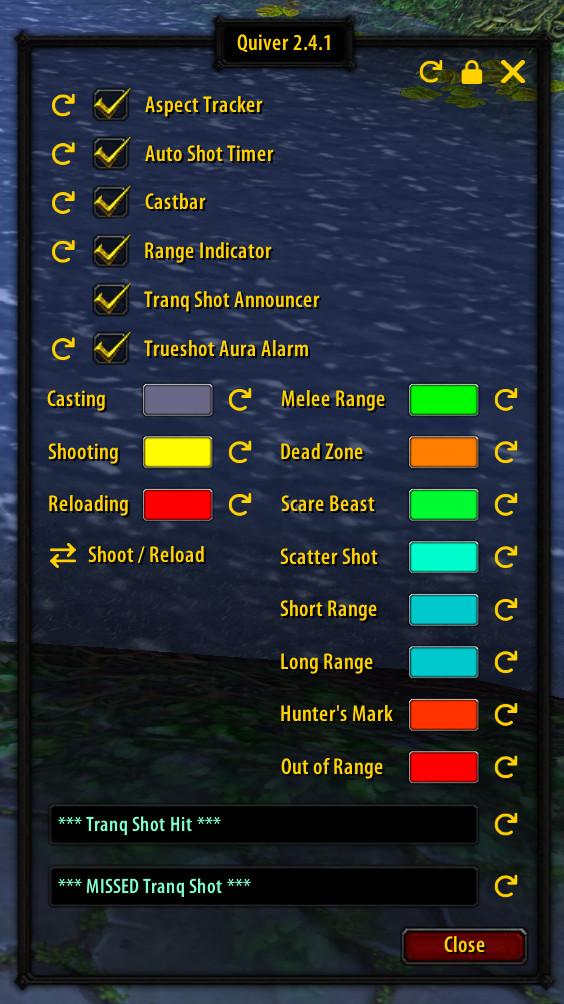 Quiver 2.4.1
Aspect Tracker
Auto Shot Timer
Castbar
Range Indicator
Tranq Shot Announcer
Trueshot Aura Alarm
Casting
Melee Range
Shooting
Dead Zone
Reloading
Scare Beast
Shoot / Reload
Scatter Shot
Short Range
Long Range
Hunter's Mark
Out of Range
*** Tranq Shot Hit ***
*** MISSED Tranq Shot ***
Close